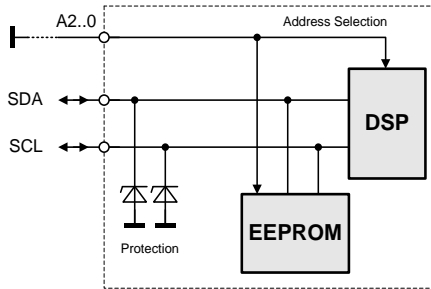 A2..0
Address Selection
SDA
DSP
SCL
EEPROM
Protection